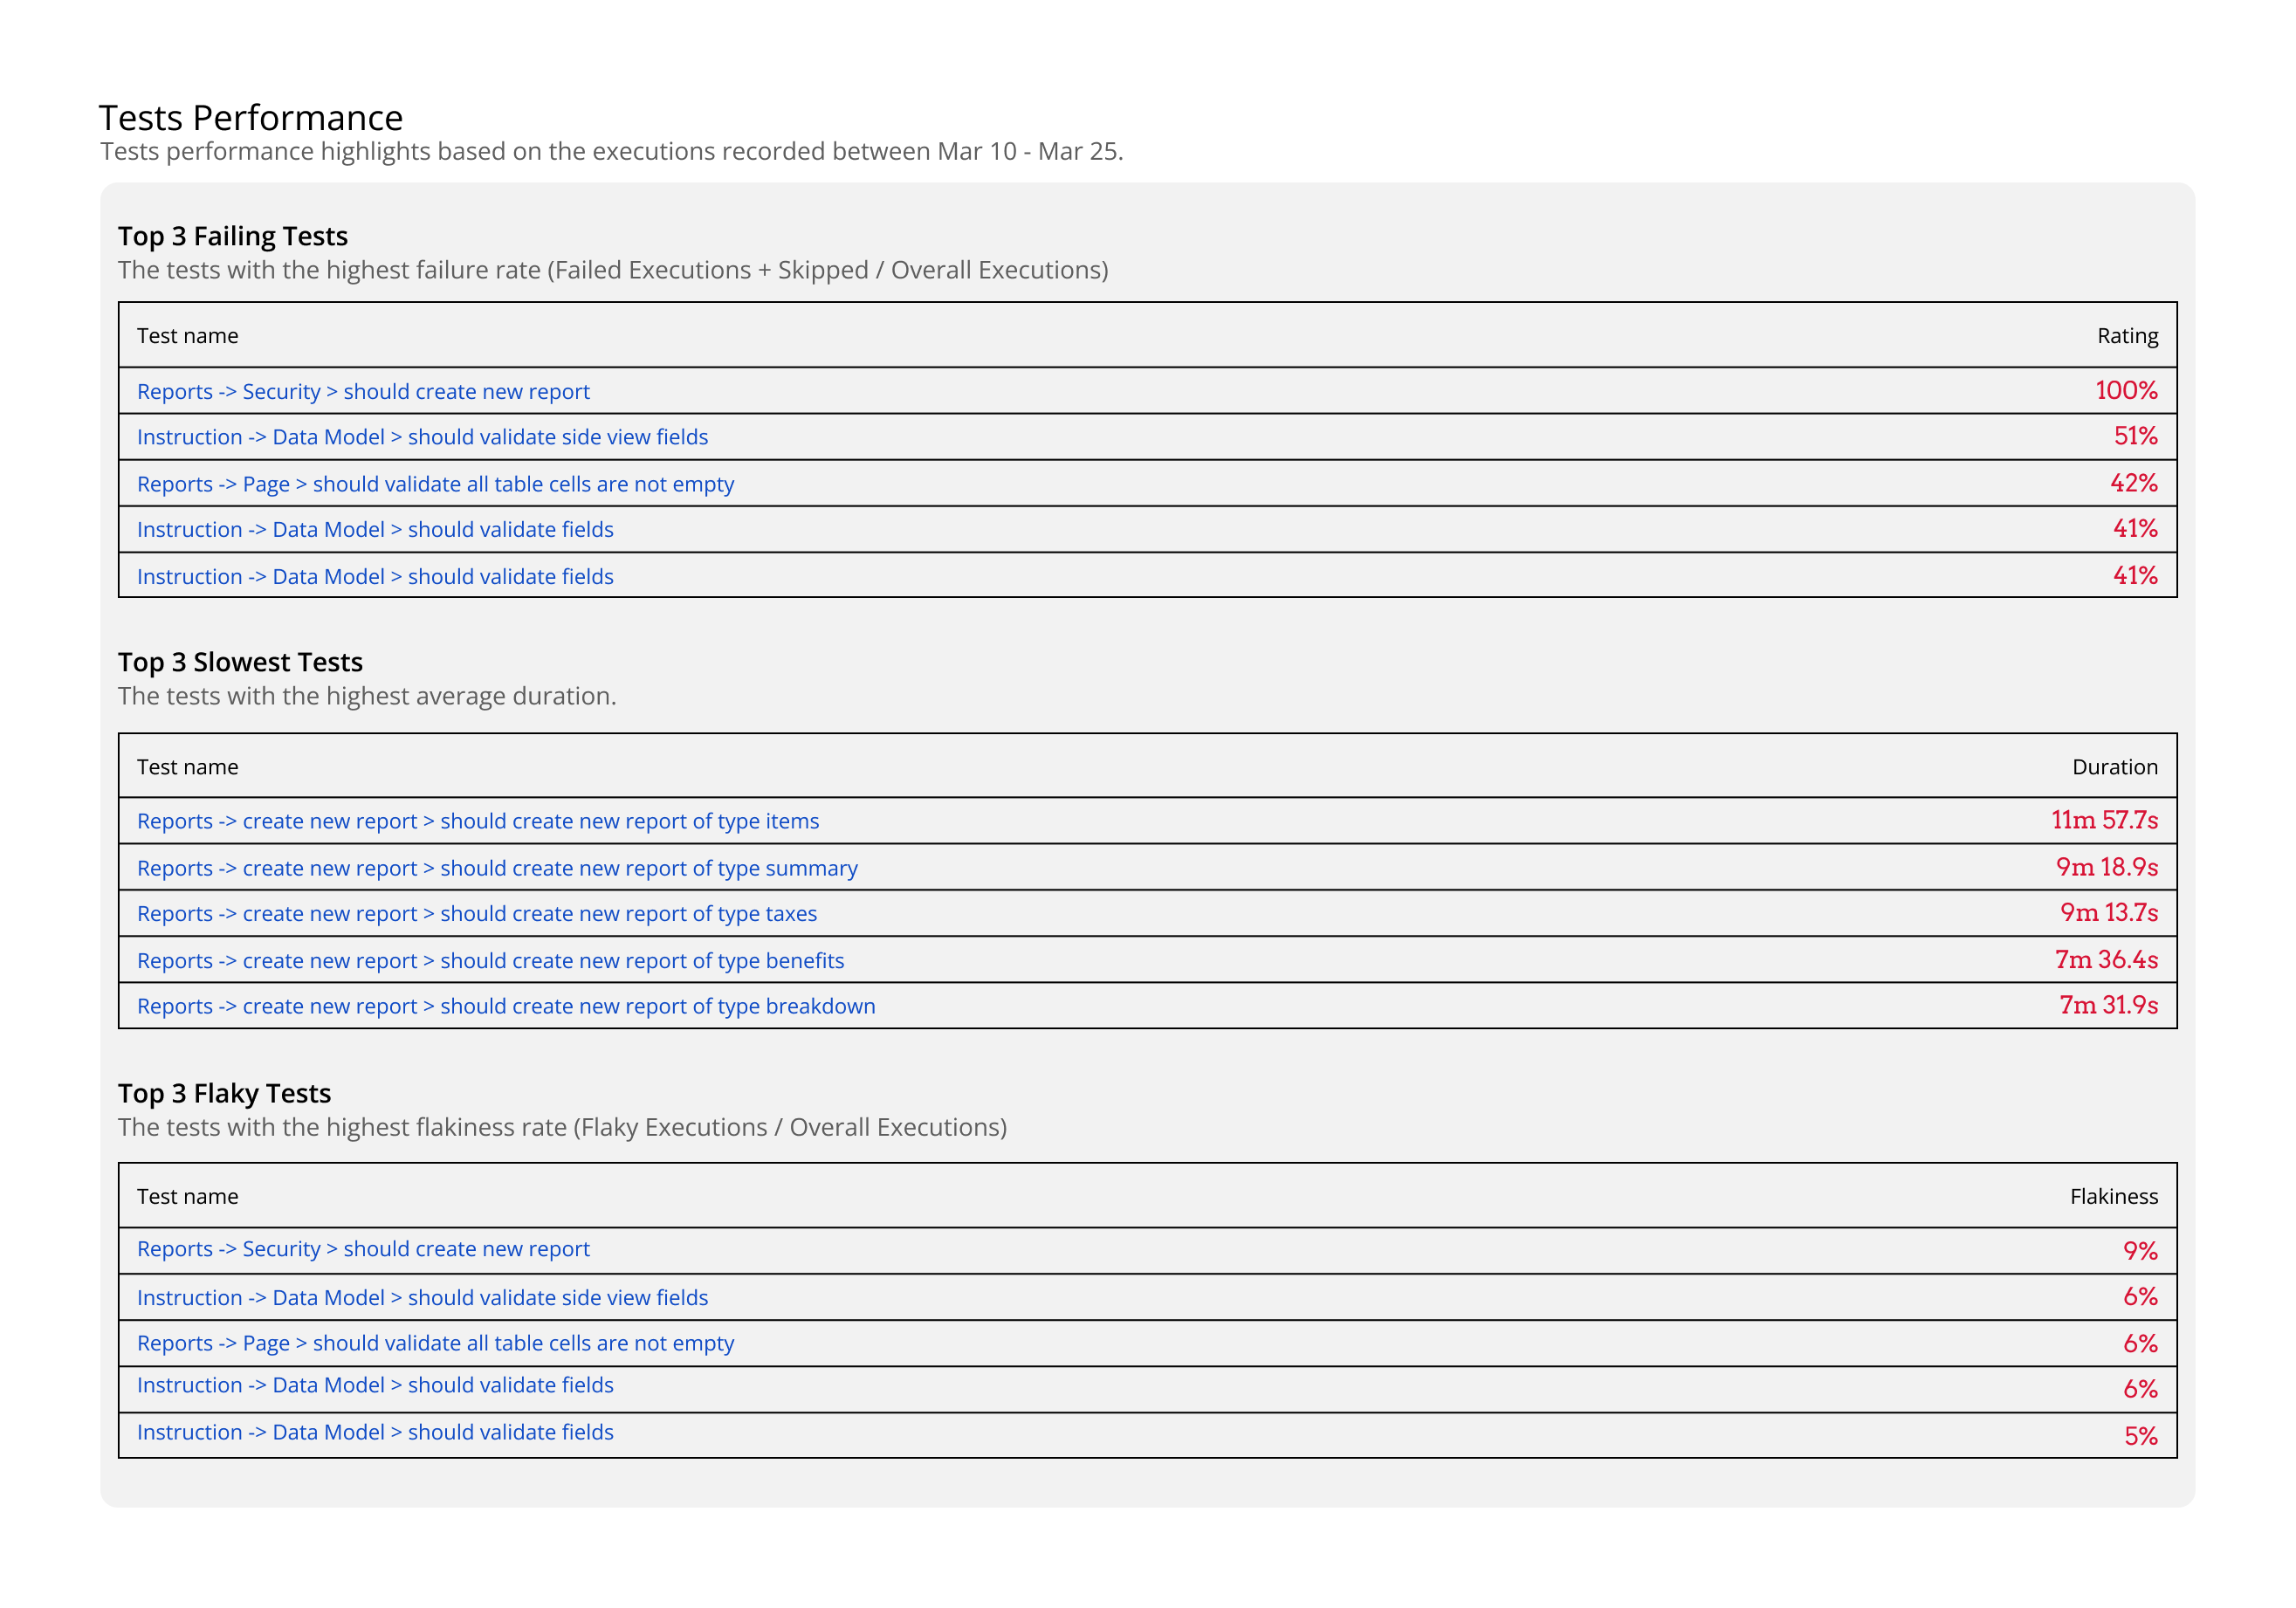 Tests Performance
Tests performance highlights based on the executions recorded between Mar 10 - Mar 25.
Top 3 Failing Tests
The tests with the highest failure rate (Failed Executions + Skipped / Overall Executions)
Test name Rating
Reports -> Security > should create new report 100%
Instruction -> Data Model > should validate side view fields 51%
Reports -> Page > should validate all table cells are not empty 42%
Instruction -> Data Model > should validate fields 41%
Instruction -> Data Model > should validate fields 41%
Top 3 Slowest Tests
The tests with the highest average duration.
Test name Duration
Reports -> create new report > should create new report of type items 11m 57.7s
Reports -> create new report > should create new report of type summary 9m 18.9s
Reports -> create new report > should create new report of type taxes 9m 13.7s
Reports -> create new report > should create new report of type benefits 7m 36.4s
Reports -> create new report > should create new report of type breakdown 7m 31.9s
Top 3 Flaky Tests
The tests with the highest flakiness rate (Flaky Executions / Overall Executions)
Test name Flakiness
Reports -> Security > should create new report 9%
Instruction -> Data Model > should validate side view fields 6%
Reports -> Page > should validate all table cells are not empty 6%
Instruction -> Data Model > should validate fields 6%
Instruction -> Data Model > should validate fields 5%